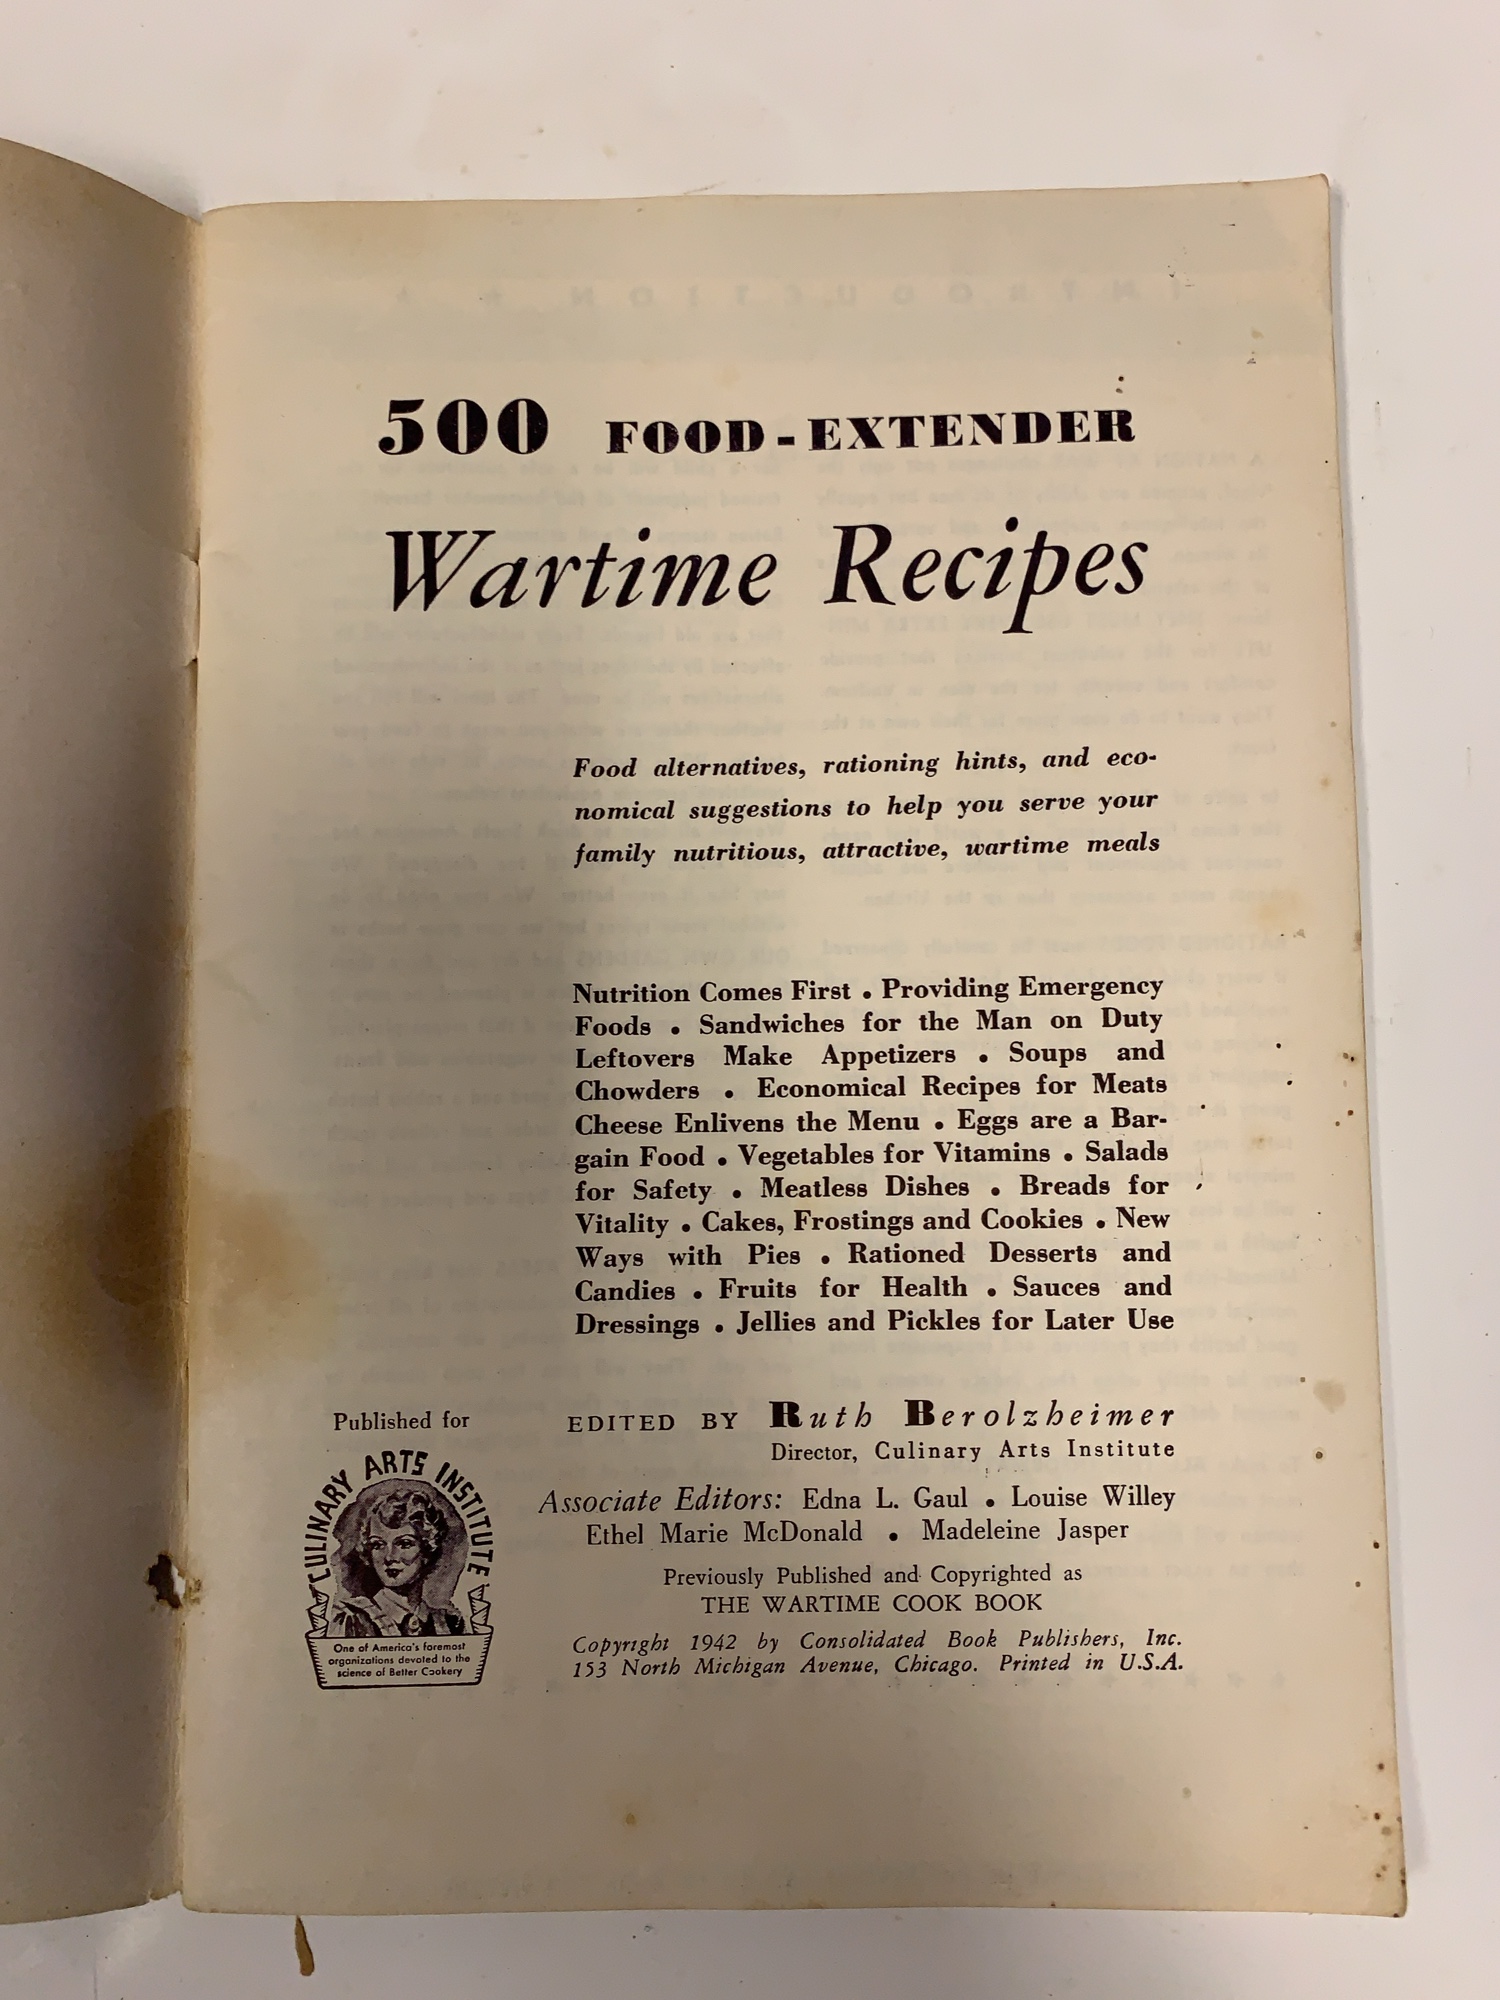 500 FOOD-EXTENDER
Wartime Recipes
Food alternatives, rationing hints, and eco-
nomical suggestions to help you serve your
family nutritious, attractive, wartime meals
Nutrition Comes First • Providing Emergency
Foods • Sandwiches for the Man on Duty
Leftovers Make Appetizers • Soups and
Chowders • Economical Recipes for Meats
Cheese Enlivens the Menu • Eggs are a Bar-
gain Food • Vegetables for Vitamins • Salads
for Safety • Meatless Dishes • Breads for
Vitality • Cakes, Frostings and Cookies • New
Ways with Pies • Rationed Desserts and
Candies • Fruits for Health • Sauces and
Dressings • Jellies and Pickles for Later Use
Published for
CULINARY ARTS INSTITUTE
One of America's foremost
organizations devoted to the
science of Better Cookery
EDITED BY Ruth Berolzheimer
Director, Culinary Arts Institute
Associate Editors: Edna L. Gaul • Louise Willey
Ethel Marie McDonald • Madeleine Jasper
Previously Published and Copyrighted as
THE WARTIME COOK BOOK
Copyright 1942 by Consolidated Book Publishers, Inc.
153 North Michigan Avenue, Chicago. Printed in U.S.A.